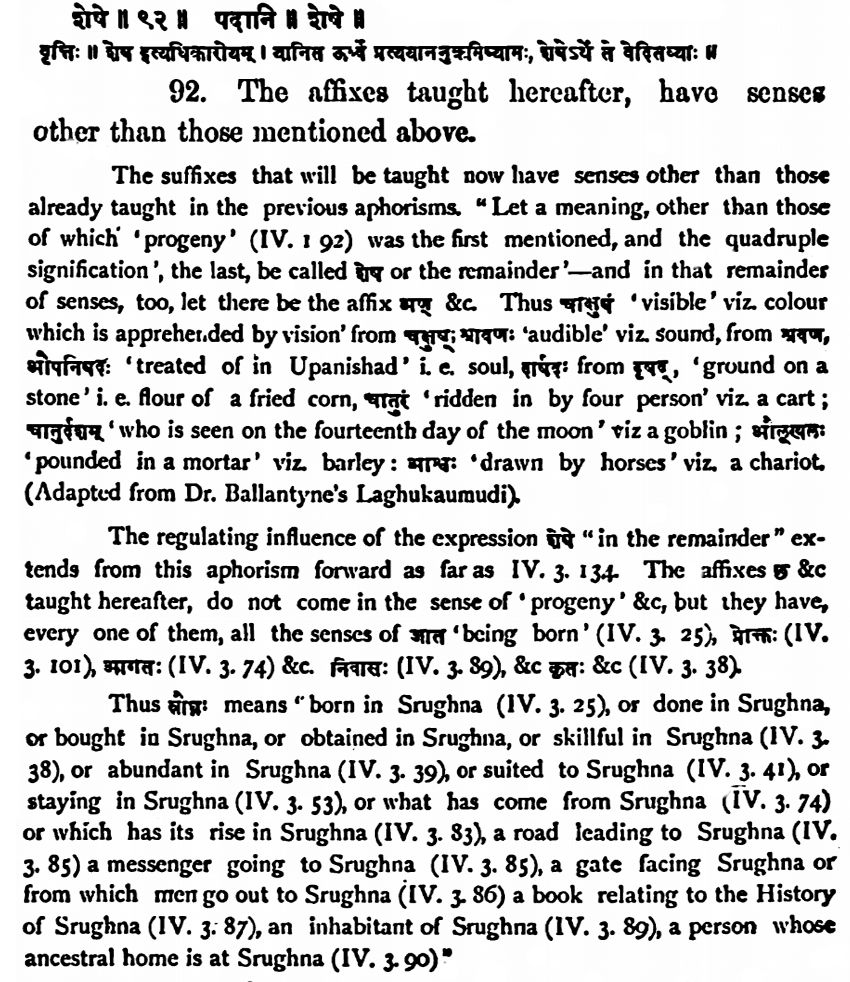 शेषे ॥ ९२ ॥ पदानि ॥ शेषे ॥
वृत्तिः ॥ शेष इत्यधिकारोयम् । यानित ऊर्ध्वं प्रत्ययाननुक्रमिष्यामः, शेषेऽर्थे ते वेदितव्याः ॥
92. The affixes taught hereafter, have senses
other than those mentioned above.
The suffixes that will be taught now have senses other than those
already taught in the previous aphorisms. "Let a meaning, other than those
of which 'progeny' (IV. 1 92) was the first mentioned, and the quadruple
signification', the last, be called शेष or the remainder'—and in that remainder
of senses, too, let there be the affix अण् &c. Thus चाक्षुषं 'visible' viz. colour
which is apprehended by vision' from चक्षुष्; श्रावणः 'audible' viz. sound, from श्रवण,
औपनिषदः 'treated of in Upanishad' i. e. soul, दार्षदः from दृषद्, 'ground on a
stone' i. e. flour of a fried corn, चातुरं 'ridden in by four person' viz. a cart ;
चातुर्दशम् 'who is seen on the fourteenth day of the moon' viz a goblin ; औलूखलः
'pounded in a mortar' viz. barley : आश्वः 'drawn by horses' viz. a chariot.
(Adapted from Dr. Ballantyne's Laghukaumudi).
The regulating influence of the expression शेषे "in the remainder" ex-
tends from this aphorism forward as far as IV. 3. 134. The affixes छ &c
taught hereafter, do not come in the sense of 'progeny' &c, but they have,
every one of them, all the senses of जात 'being born' (IV. 3. 25), प्रोक्तः (IV.
3. 101), आगतः (IV. 3. 74) &c. निवासः (IV. 3. 89), &c कृतः &c (IV. 3. 38).
Thus स्रौघ्नः means "born in Srughna (IV. 3. 25), or done in Srughna,
or bought in Srughna, or obtained in Srughna, or skillful in Srughna (IV. 3.
38), or abundant in Srughna (IV. 3. 39), or suited to Srughna (IV. 3. 41), or
staying in Srughna (IV. 3. 53), or what has come from Srughna (IV. 3. 74)
or which has its rise in Srughna (IV. 3. 83), a road leading to Srughna (IV.
3. 85) a messenger going to Srughna (IV. 3. 85), a gate facing Srughna or
from which men go out to Srughna (IV. 3. 86) a book relating to the History
of Srughna (IV. 3. 87), an inhabitant of Srughna (IV. 3. 89), a person whose
ancestral home is at Srughna (IV. 3. 90)"